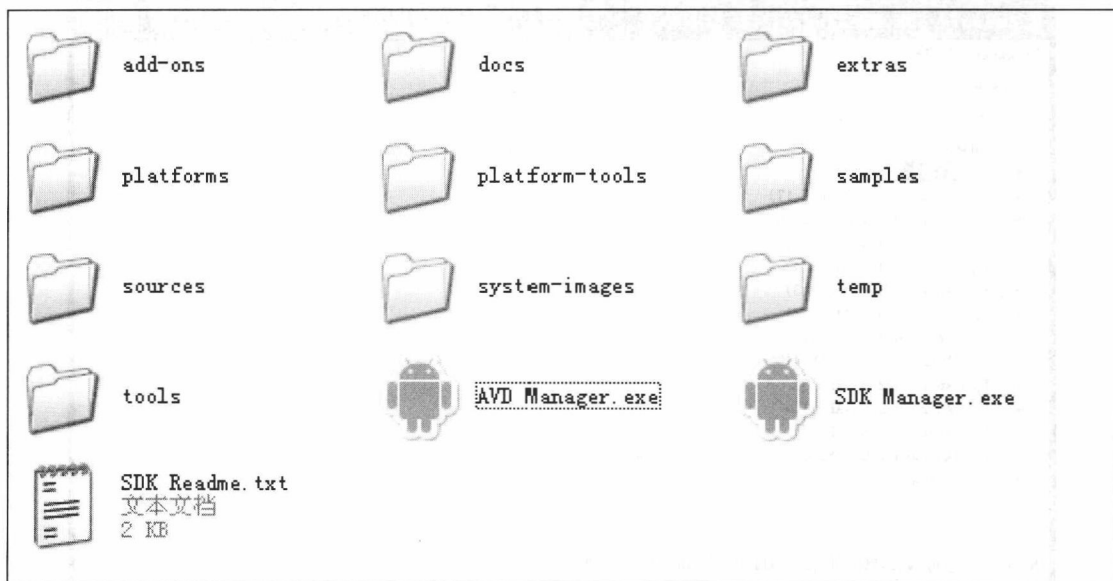 add-ons
docs
extras
platforms
platform-tools
samples
sources
system-images
temp
tools
AVD Manager.exe
SDK Manager.exe
SDK Readme.txt
文本文档
2 KB